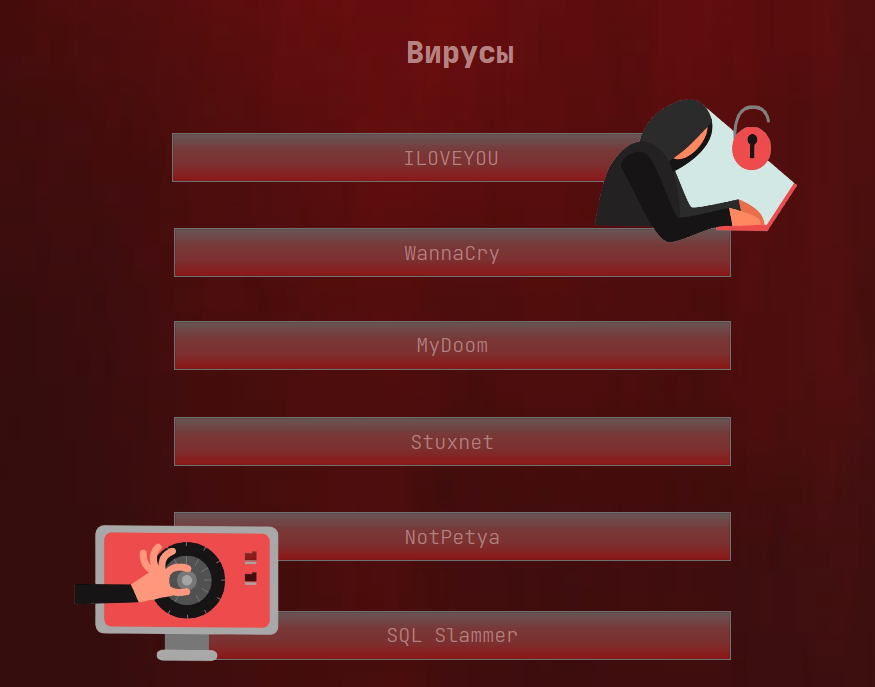 Вирусы
ILOVEYOU
WannaCry
MyDoom
Stuxnet
NotPetya
SQL Slammer